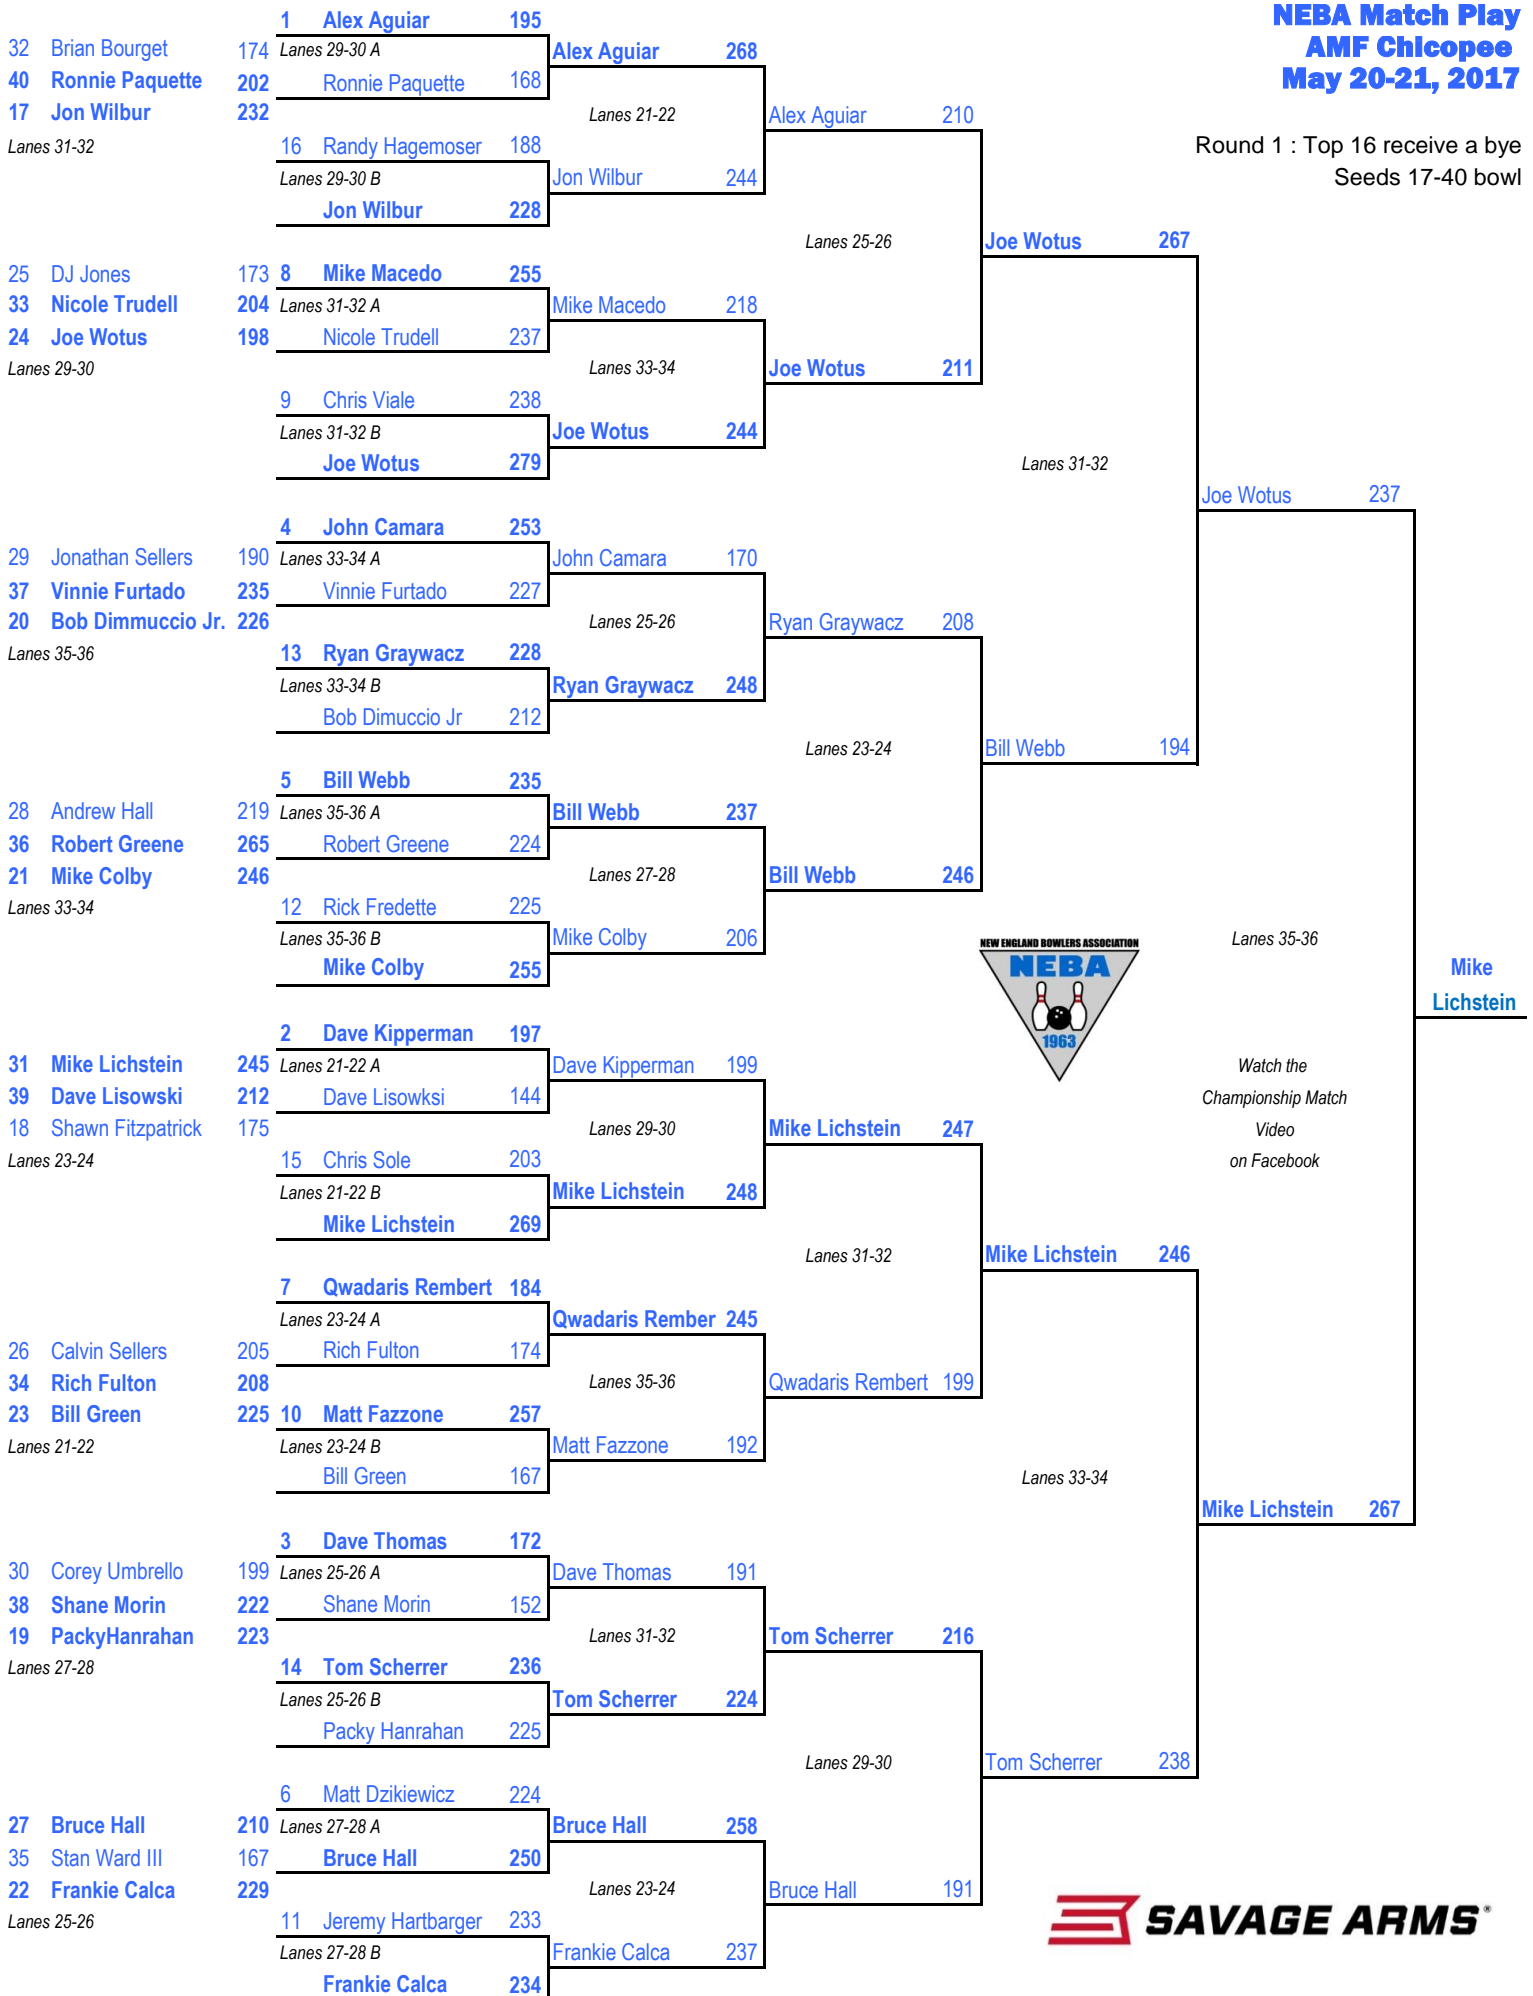 NEBA Match Play
AMF Chicopee
May 20-21, 2017
Round 1 : Top 16 receive a bye
Seeds 17-40 bowl
32 Brian Bourget 174
40 Ronnie Paquette 202
17 Jon Wilbur 232
Lanes 31-32
25 DJ Jones 173
33 Nicole Trudell 204
24 Joe Wotus 198
Lanes 29-30
29 Jonathan Sellers 190
37 Vinnie Furtado 235
20 Bob Dimmuccio Jr. 226
Lanes 35-36
28 Andrew Hall 219
36 Robert Greene 265
21 Mike Colby 246
Lanes 33-34
31 Mike Lichstein 245
39 Dave Lisowski 212
18 Shawn Fitzpatrick 175
Lanes 23-24
26 Calvin Sellers 205
34 Rich Fulton 208
23 Bill Green 225
Lanes 21-22
30 Corey Umbrello 199
38 Shane Morin 222
19 PackyHanrahan 223
Lanes 27-28
27 Bruce Hall 210
35 Stan Ward III 167
22 Frankie Calca 229
Lanes 25-26
1 Alex Aguiar 195
Lanes 29-30 A
Ronnie Paquette 168
16 Randy Hagemoser 188
Lanes 29-30 B
Jon Wilbur 228
8 Mike Macedo 255
Lanes 31-32 A
Nicole Trudell 237
9 Chris Viale 238
Lanes 31-32 B
Joe Wotus 279
4 John Camara 253
Lanes 33-34 A
Vinnie Furtado 227
13 Ryan Graywacz 228
Lanes 33-34 B
Bob Dimuccio Jr 212
5 Bill Webb 235
Lanes 35-36 A
Robert Greene 224
12 Rick Fredette 225
Lanes 35-36 B
Mike Colby 255
2 Dave Kipperman 197
Lanes 21-22 A
Dave Lisowksi 144
15 Chris Sole 203
Lanes 21-22 B
Mike Lichstein 269
7 Qwadaris Rembert 184
Lanes 23-24 A
Rich Fulton 174
10 Matt Fazzone 257
Lanes 23-24 B
Bill Green 167
3 Dave Thomas 172
Lanes 25-26 A
Shane Morin 152
14 Tom Scherrer 236
Lanes 25-26 B
Packy Hanrahan 225
6 Matt Dzikiewicz 224
Lanes 27-28 A
Bruce Hall 250
11 Jeremy Hartbarger 233
Lanes 27-28 B
Frankie Calca 234
Alex Aguiar 268
Lanes 21-22
Jon Wilbur 244
Mike Macedo 218
Lanes 33-34
Joe Wotus 244
John Camara 170
Lanes 25-26
Ryan Graywacz 248
Bill Webb 237
Lanes 27-28
Mike Colby 206
Dave Kipperman 199
Lanes 29-30
Mike Lichstein 248
Qwadaris Rember 245
Lanes 35-36
Matt Fazzone 192
Dave Thomas 191
Lanes 31-32
Tom Scherrer 224
Bruce Hall 258
Lanes 23-24
Frankie Calca 237
Alex Aguiar 210
Lanes 25-26
Joe Wotus 211
Ryan Graywacz 208
Lanes 23-24
Bill Webb 246
Mike Lichstein 247
Lanes 31-32
Qwadaris Rembert 199
Tom Scherrer 216
Lanes 29-30
Bruce Hall 191
Joe Wotus 267
Lanes 31-32
Bill Webb 194
Mike Lichstein 246
Lanes 33-34
Tom Scherrer 238
Joe Wotus 237
Lanes 35-36
Mike Lichstein 267
Mike
Lichstein
NEW ENGLAND BOWLERS ASSOCIATION
NEBA
1963
Watch the
Championship Match
Video
on Facebook
SAVAGE ARMS